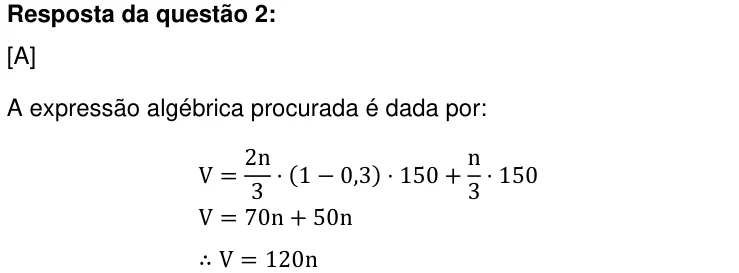 Resposta da questão 2:
[A]
A expressão algébrica procurada é dada por:
V = 2n/3 · (1 − 0,3) · 150 + n/3 · 150
V = 70n + 50n
∴ V = 120n